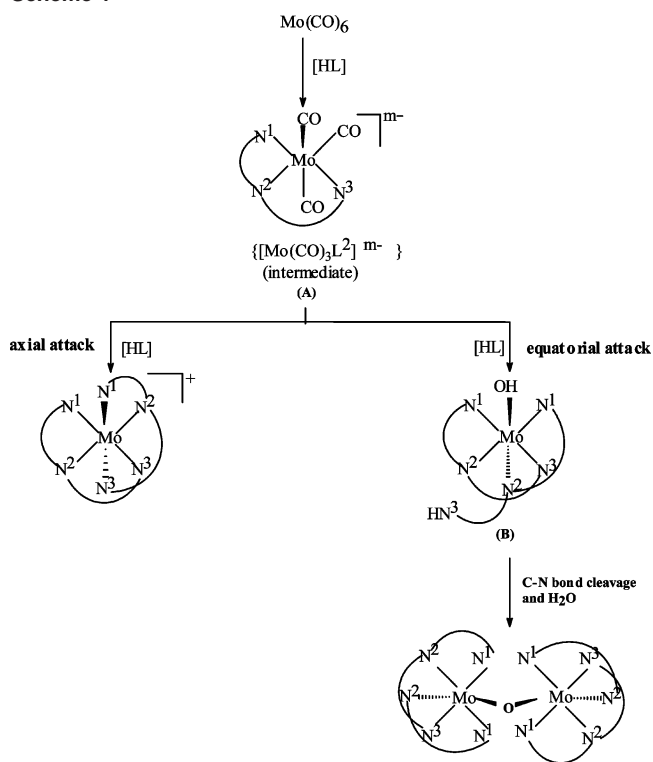 Scheme 1
Mo(CO)6
[HL]
CO
m−
N1
CO
Mo
N2
N3
CO
{[Mo(CO)3L2] m− }
(intermediate)
(A)
axial attack
[HL]
[HL]
equatorial attack
+
N1
N1
N2
Mo
N2
N3
N3
OH
N1
N1
Mo
N2
N3
N2
HN3
(B)
C-N bond cleavage
and H2O
N2
N1
N1
N3
N2
Mo
O
Mo
N2
N3
N1
N1
N2